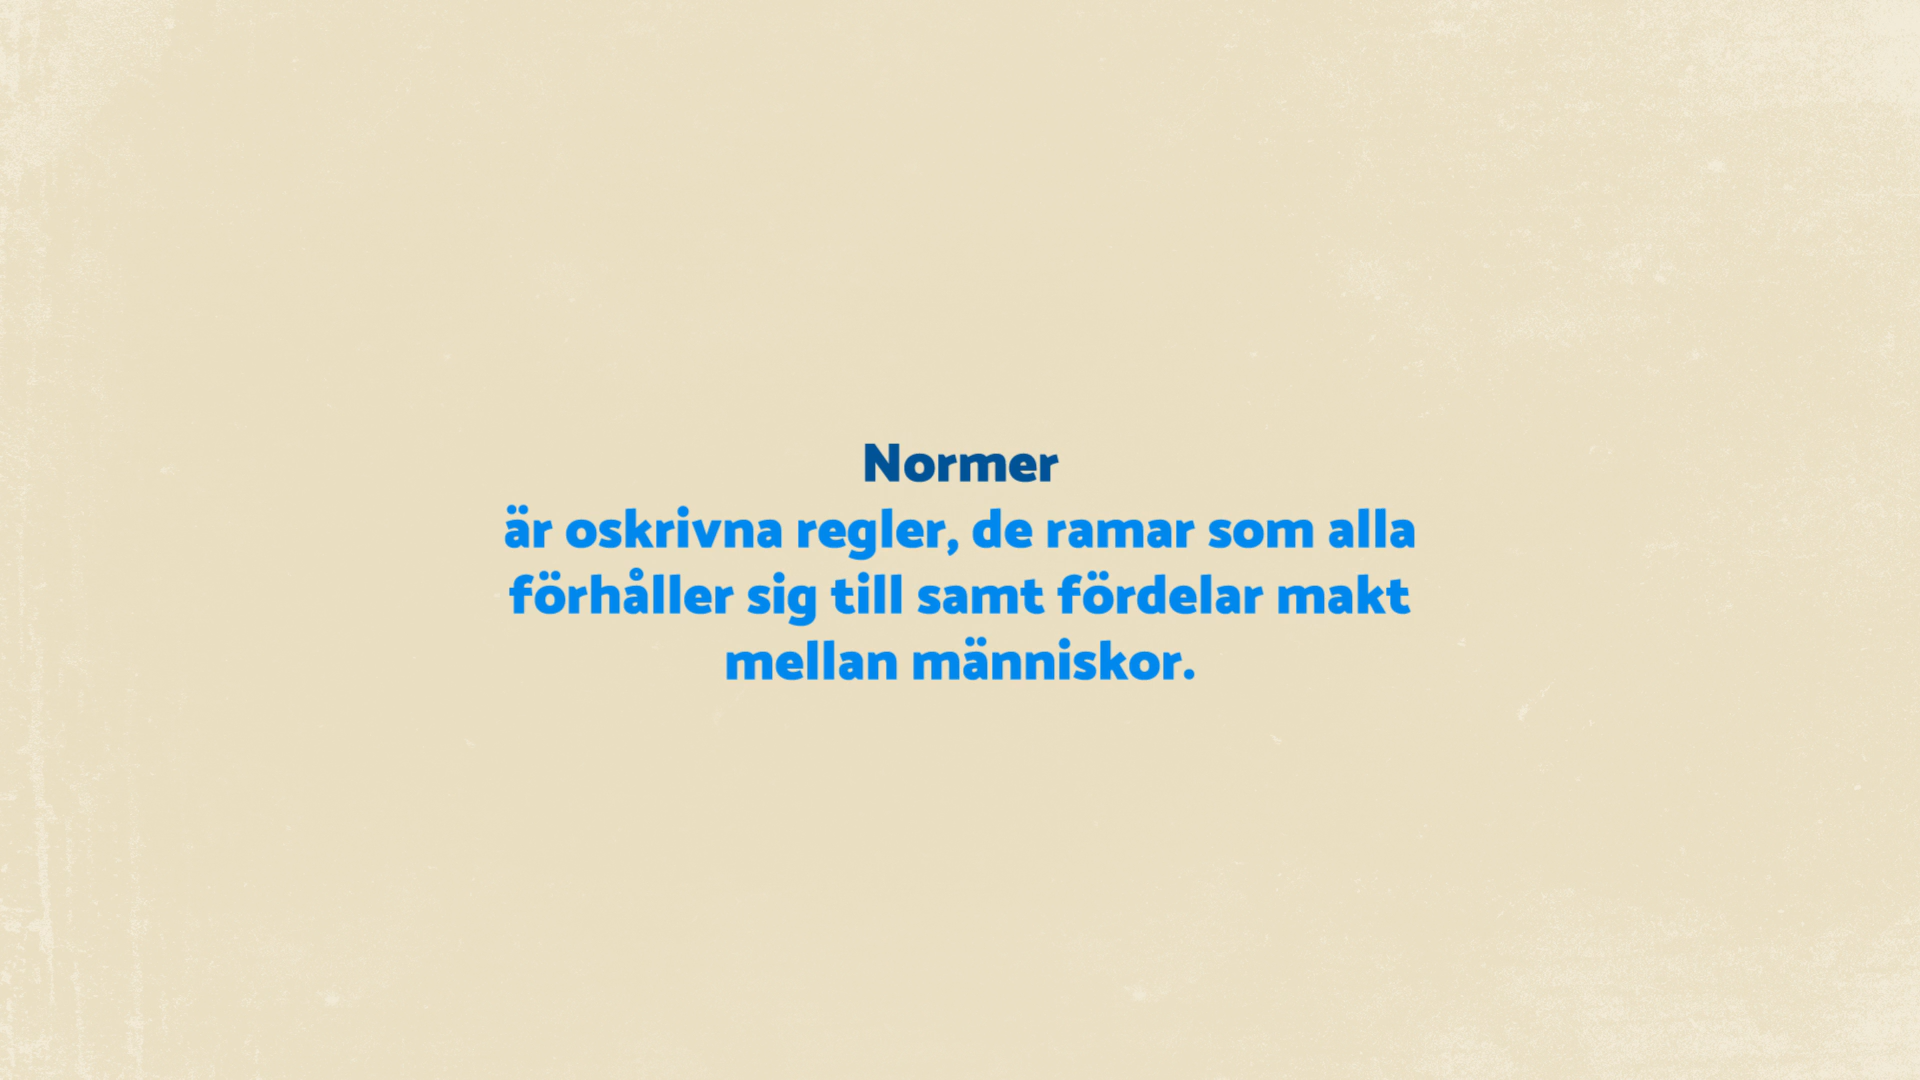 Normer
är oskrivna regler, de ramar som alla
förhåller sig till samt fördelar makt
mellan människor.